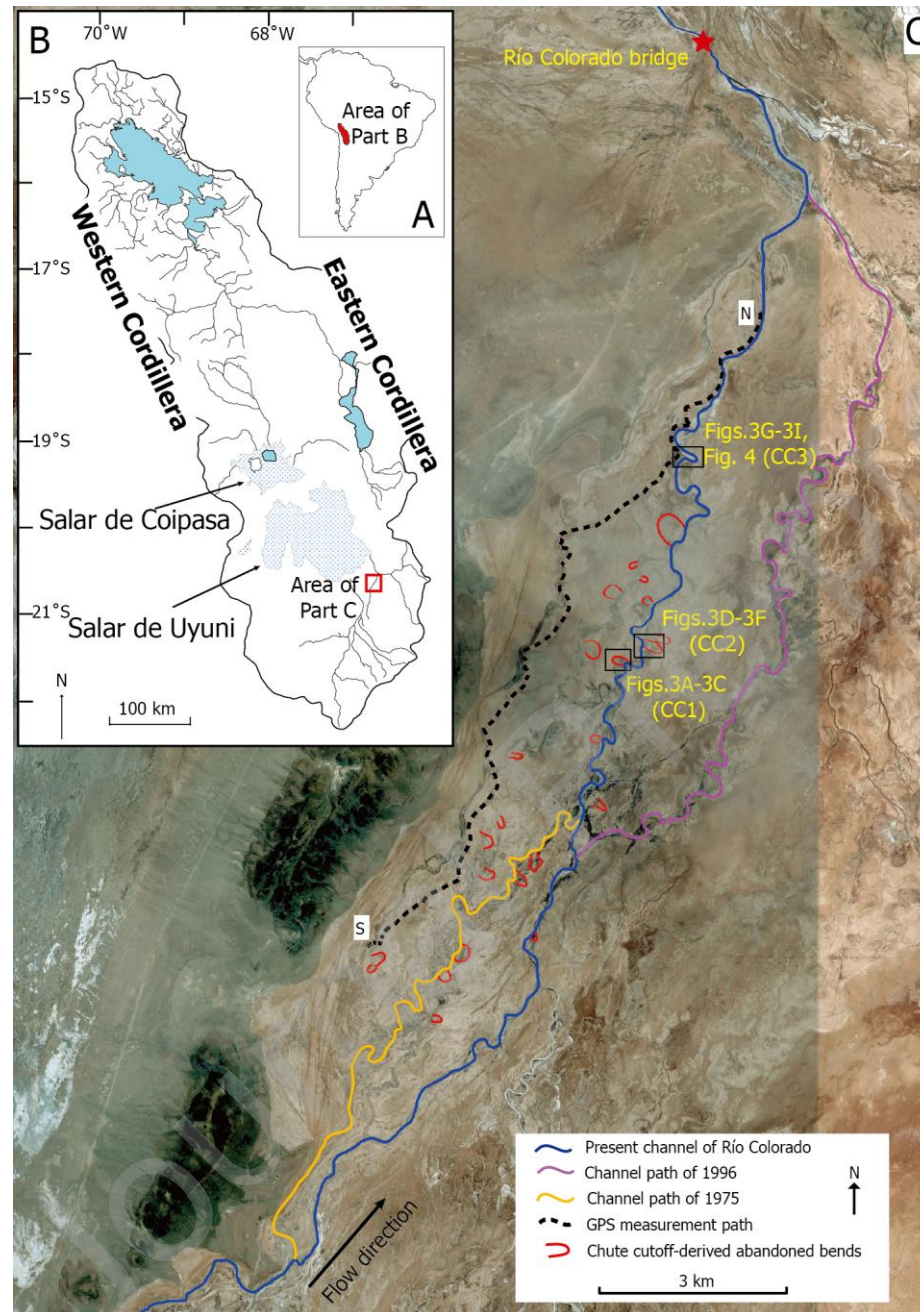 B
70°W
68°W
15°S
17°S
19°S
21°S
Western Cordillera
Eastern Cordillera
Salar de Coipasa
Salar de Uyuni
Area of
Part C
N
100 km
Area of
Part B
A
C
Río Colorado bridge
N
Figs.3G-3I,
Fig. 4 (CC3)
Figs.3D-3F
(CC2)
Figs.3A-3C
(CC1)
S
Flow direction
Present channel of Río Colorado
Channel path of 1996
Channel path of 1975
GPS measurement path
Chute cutoff-derived abandoned bends
N
3 km